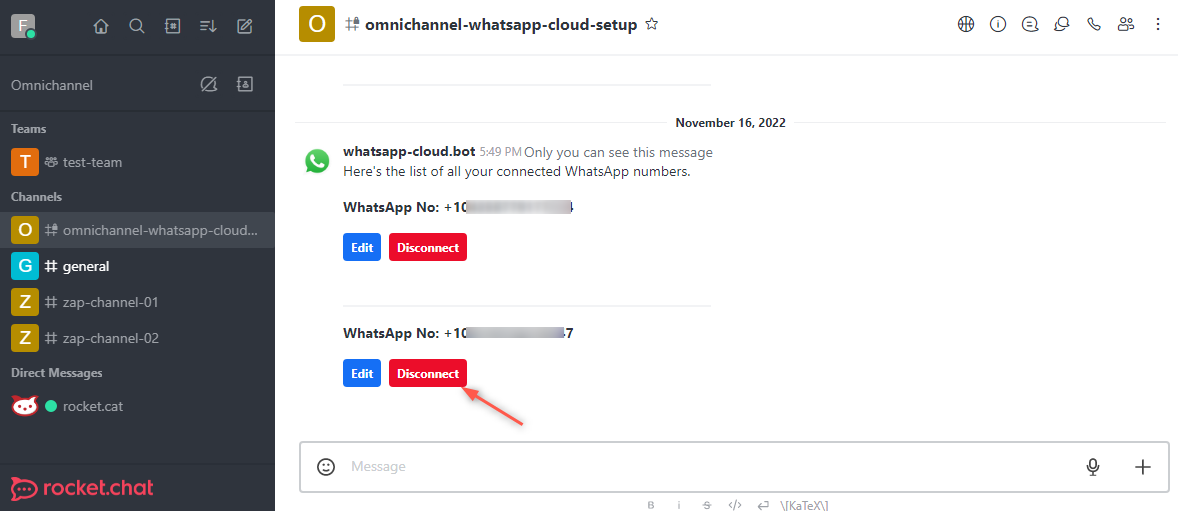 F
Omnichannel
Teams
T test-team
Channels
O omnichannel-whatsapp-cloud...
G general
Z zap-channel-01
Z zap-channel-02
Direct Messages
rocket.cat
rocket.chat
O omnichannel-whatsapp-cloud-setup
November 16, 2022
whatsapp-cloud.bot 5:49 PM Only you can see this message
Here's the list of all your connected WhatsApp numbers.
WhatsApp No: +10
Edit Disconnect
WhatsApp No: +10 7
Edit Disconnect
Message
B i S </> \[KaTeX\]